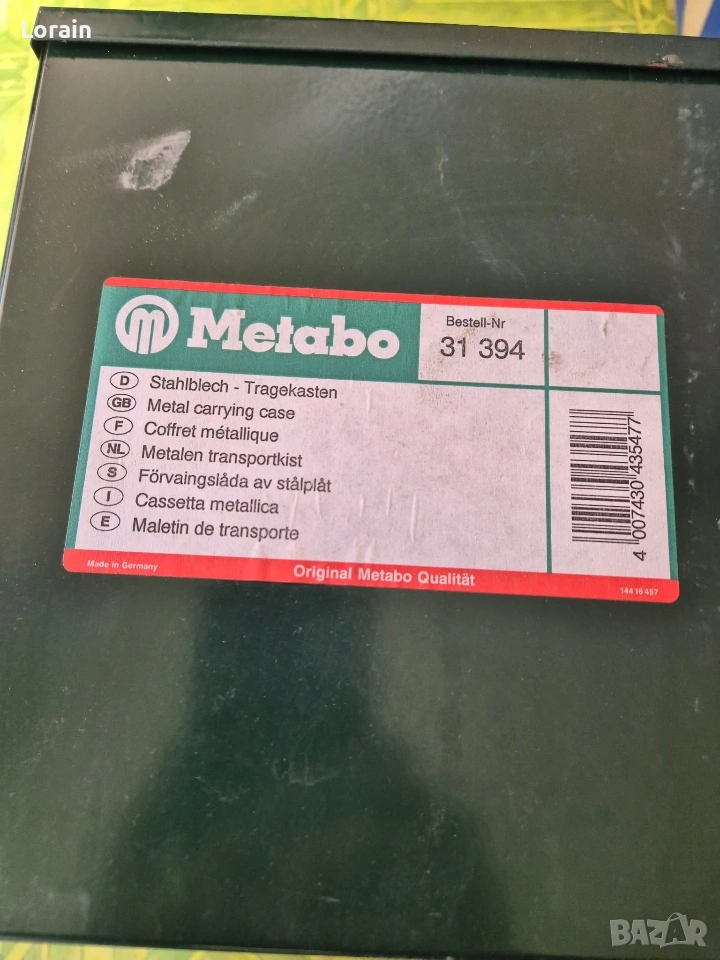 Lorain
Metabo
Bestell-Nr
31 394
D Stahlblech - Tragekasten
GB Metal carrying case
F Coffret métallique
NL Metalen transportkist
S Förvaingslåda av stålplåt
I Cassetta metallica
E Maletin de transporte
4 007430 435477
Made in Germany
Original Metabo Qualität
144 16 457
BAZAR